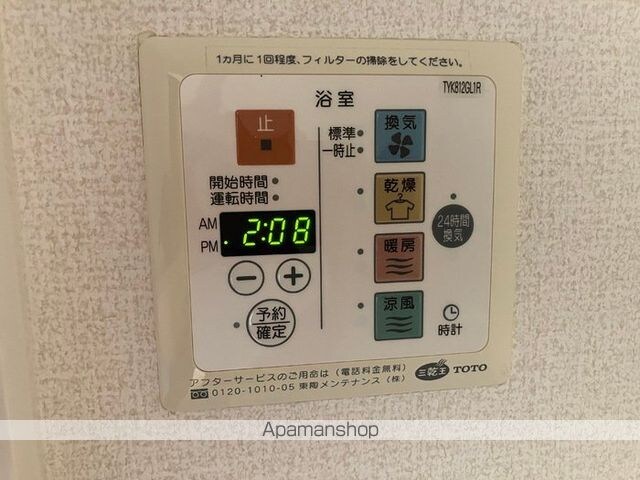 1ヵ月に1回程度、フィルターの掃除をしてください。
TYK812GL1R
浴室
止
標準
一時止
換気
開始時間
運転時間
乾燥
AM
PM
2:08
24時間
換気
暖房
予約
確定
涼風
時計
アフターサービスのご用命は（電話料金無料）
0120-1010-05 東陶メンテナンス（株）
三乾王
TOTO
Apamanshop